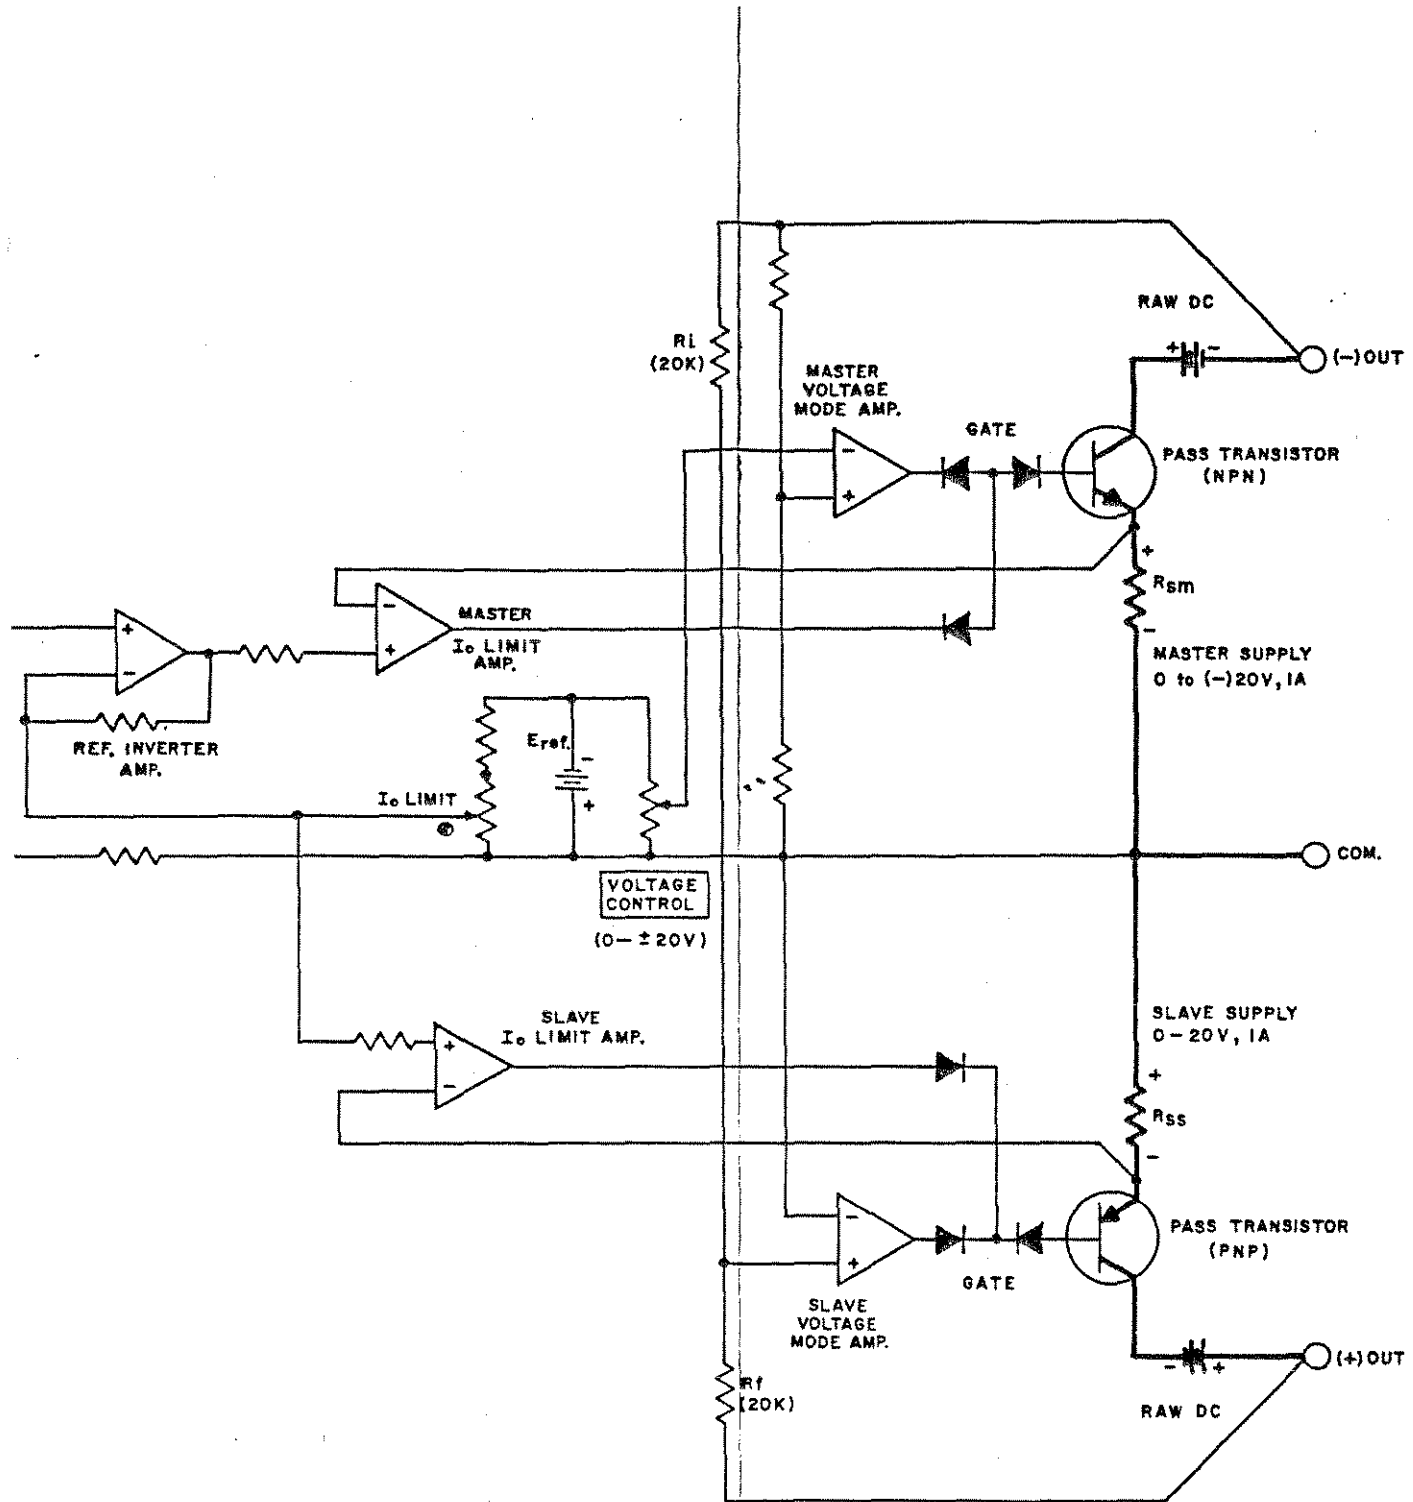 RAW DC
+ -
(-) OUT
Ri
(20K)
MASTER
VOLTAGE
MODE AMP.
-
+
GATE
PASS TRANSISTOR
(NPN)
+
Rsm
-
MASTER SUPPLY
0 to (-)20V, 1A
+
-
REF. INVERTER
AMP.
-
+
MASTER
Io LIMIT
AMP.
Eref.
-
+
Io LIMIT
COM.
VOLTAGE
CONTROL
(0- ±20V)
SLAVE
Io LIMIT AMP.
+
-
SLAVE SUPPLY
0-20V, 1A
+
Rss
-
-
+
GATE
SLAVE
VOLTAGE
MODE AMP.
PASS TRANSISTOR
(PNP)
- +
(+) OUT
Rf
(20K)
RAW DC